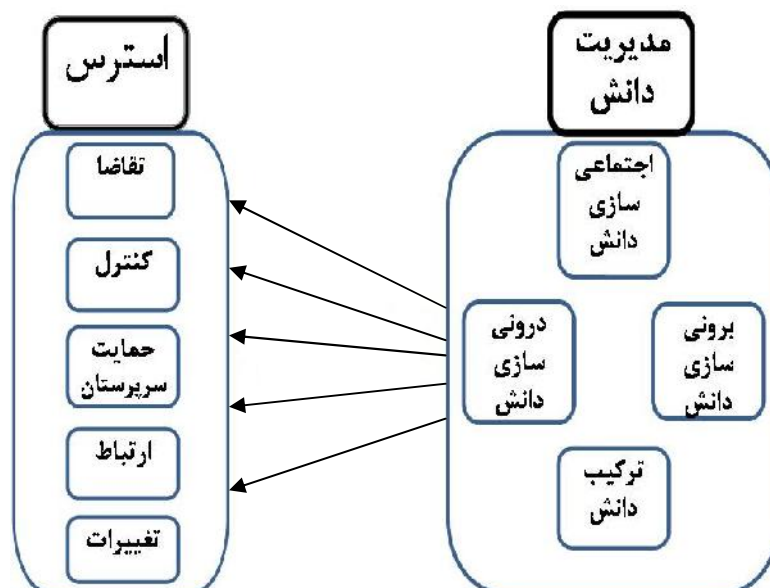 مدیریت
دانش
اجتماعی
سازی
دانش
برونی
سازی
دانش
درونی
سازی
دانش
ترکیب
دانش
استرس
تقاضا
کنترل
حمایت
سرپرستان
ارتباط
تغییرات